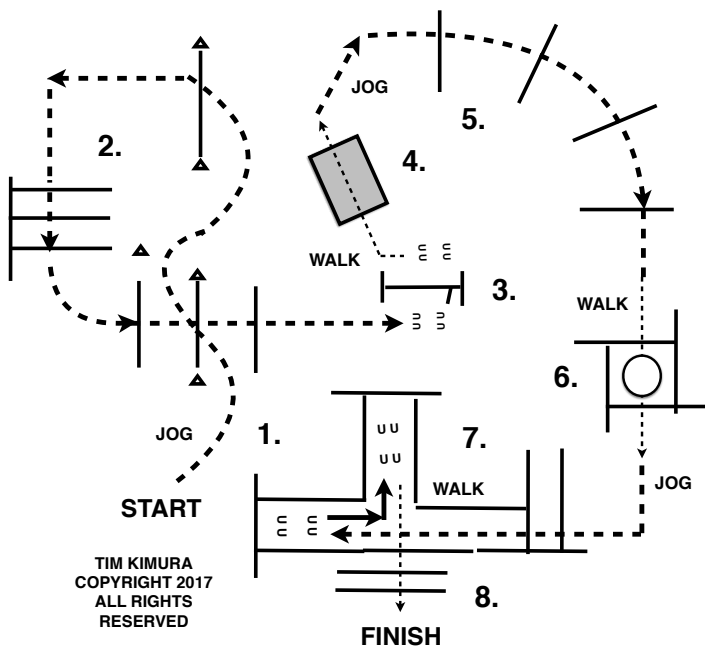 JOG
2.
5.
4.
WALK
3.
WALK
6.
JOG
1.
7.
WALK
JOG
START
TIM KIMURA
COPYRIGHT 2017
ALL RIGHTS
RESERVED
8.
FINISH